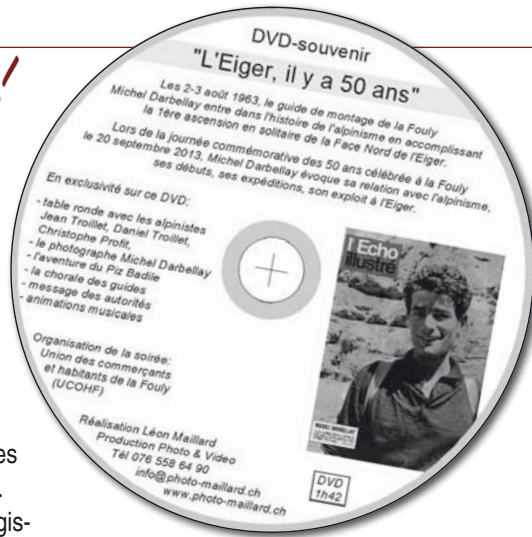 DVD-souvenir
"L'Eiger, il y a 50 ans"
Les 2-3 août 1963, le guide de montage de la Fouly
Michel Darbellay entre dans l'histoire de l'alpinisme en accomplissant
la 1ère ascension en solitaire de la Face Nord de l'Eiger.
Lors de la journée commémorative des 50 ans célébrée à la Fouly
le 20 septembre 2013, Michel Darbellay évoque sa relation avec l'alpinisme,
ses débuts, ses expéditions, son exploit à l'Eiger.
En exclusivité sur ce DVD:
- table ronde avec les alpinistes
Jean Troillet, Daniel Troillet,
Christophe Profit,
- le photographe Michel Darbellay
- l'aventure du Piz Badile
- la chorale des guides
- message des autorités
- animations musicales
l'Echo
illustré
MICHEL DARBELLAY
Organisation de la soirée:
Union des commerçants
et habitants de la Fouly
(UCOHF)
Réalisation Léon Maillard
Production Photo & Video
Tél 076 558 64 90
info@photo-maillard.ch
www.photo-maillard.ch
DVD
1h42
es
.
gis-